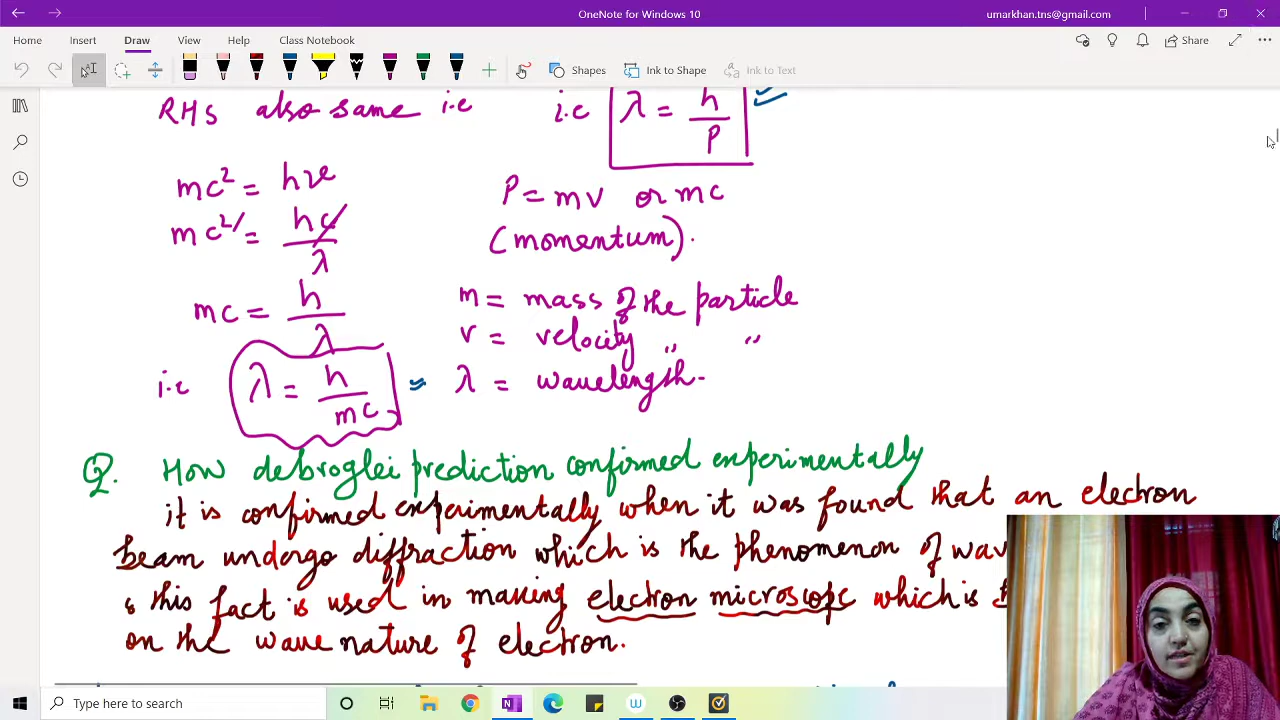 OneNote for Windows 10
umarkhan.tns@gmail.com
Home Insert Draw View Help Class Notebook
Share
Shapes Ink to Shape Ink to Text
RHS also same i.e i.e λ = h/p
mc² = hν
P = mv or mc
mc² = hc/λ
(momentum).
mc = h/λ
m = mass of the particle
v = velocity " "
i.e λ = h/mc
λ = wavelength.
Q. How debroglei prediction confirmed experimentally
it is confirmed experimentally when it was found that an electron
beam undergo diffraction which is the phenomenon of wav
& this fact is used in making electron microscope which is
on the wave nature of electron.
Type here to search